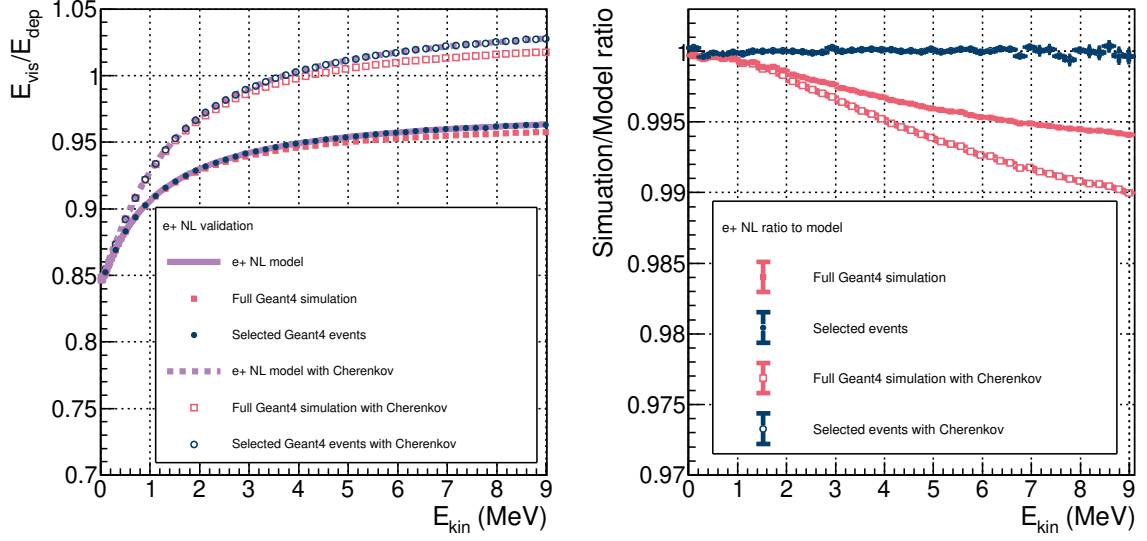 E_vis/E_dep
1.05
1
0.95
0.9
0.85
0.8
0.75
0.7
e+ NL validation
e+ NL model
Full Geant4 simulation
Selected Geant4 events
e+ NL model with Cherenkov
Full Geant4 simulation with Cherenkov
Selected Geant4 events with Cherenkov
0 1 2 3 4 5 6 7 8 9
E_kin (MeV)
Simuation/Model ratio
1
0.995
0.99
0.985
0.98
0.975
0.97
e+ NL ratio to model
Full Geant4 simulation
Selected events
Full Geant4 simulation with Cherenkov
Selected events with Cherenkov
0 1 2 3 4 5 6 7 8 9
E_kin (MeV)